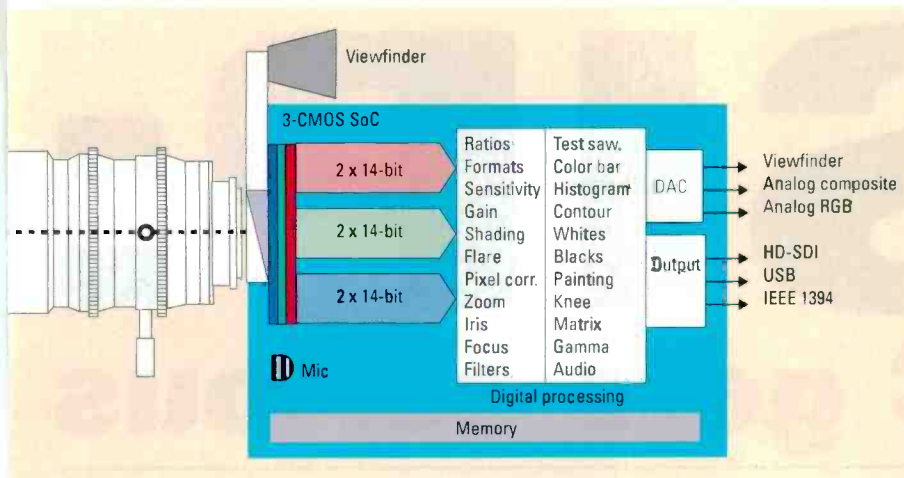 Viewfinder
3-CMOS SoC
2 x 14-bit
2 x 14-bit
2 x 14-bit
Mic
Ratios
Formats
Sensitivity
Gain
Shading
Flare
Pixel corr.
Zoom
Iris
Focus
Filters
Test saw.
Color bar
Histogram
Contour
Whites
Blacks
Painting
Knee
Matrix
Gamma
Audio
Digital processing
DAC
Output
Viewfinder
Analog composite
Analog RGB
HD-SDI
USB
IEEE 1394
Memory